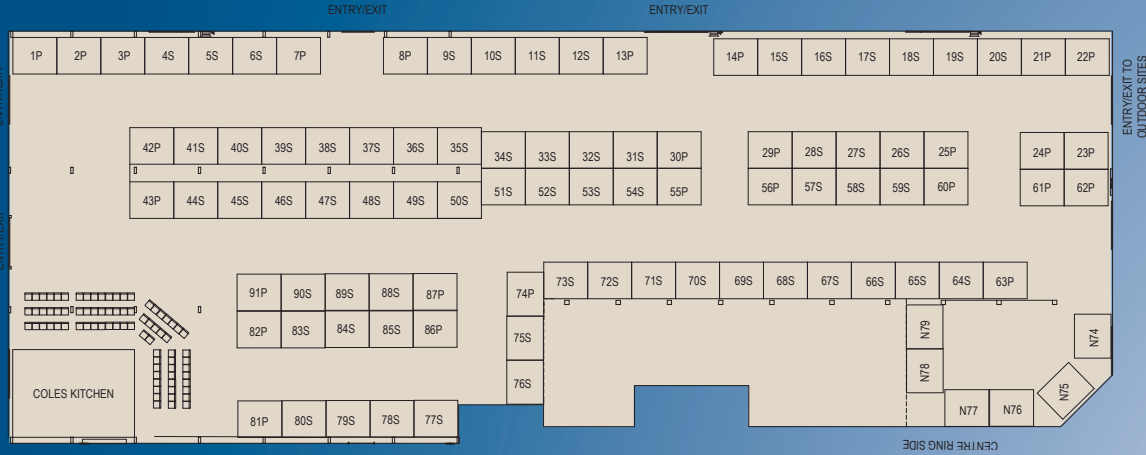 ENTRY/EXIT ENTRY/EXIT
1P 2P 3P 4S 5S 6S 7P 8P 9S 10S 11S 12S 13P 14P 15S 16S 17S 18S 19S 20S 21P 22P
ENTRY/EXIT TO
OUTDOOR SITES
42P 41S 40S 39S 38S 37S 36S 35S 34S 33S 32S 31S 30P 29P 28S 27S 26S 25P 24P 23P
43P 44S 45S 46S 47S 48S 49S 50S 51S 52S 53S 54S 55P 56P 57S 58S 59S 60P 61P 62P
91P 90S 89S 88S 87P 74P 73S 72S 71S 70S 69S 68S 67S 66S 65S 64S 63P
82P 83S 84S 85S 86P 75S N79 N74
76S N78 N75
COLES KITCHEN
81P 80S 79S 78S 77S N77 N76
CENTRE RING SIDE